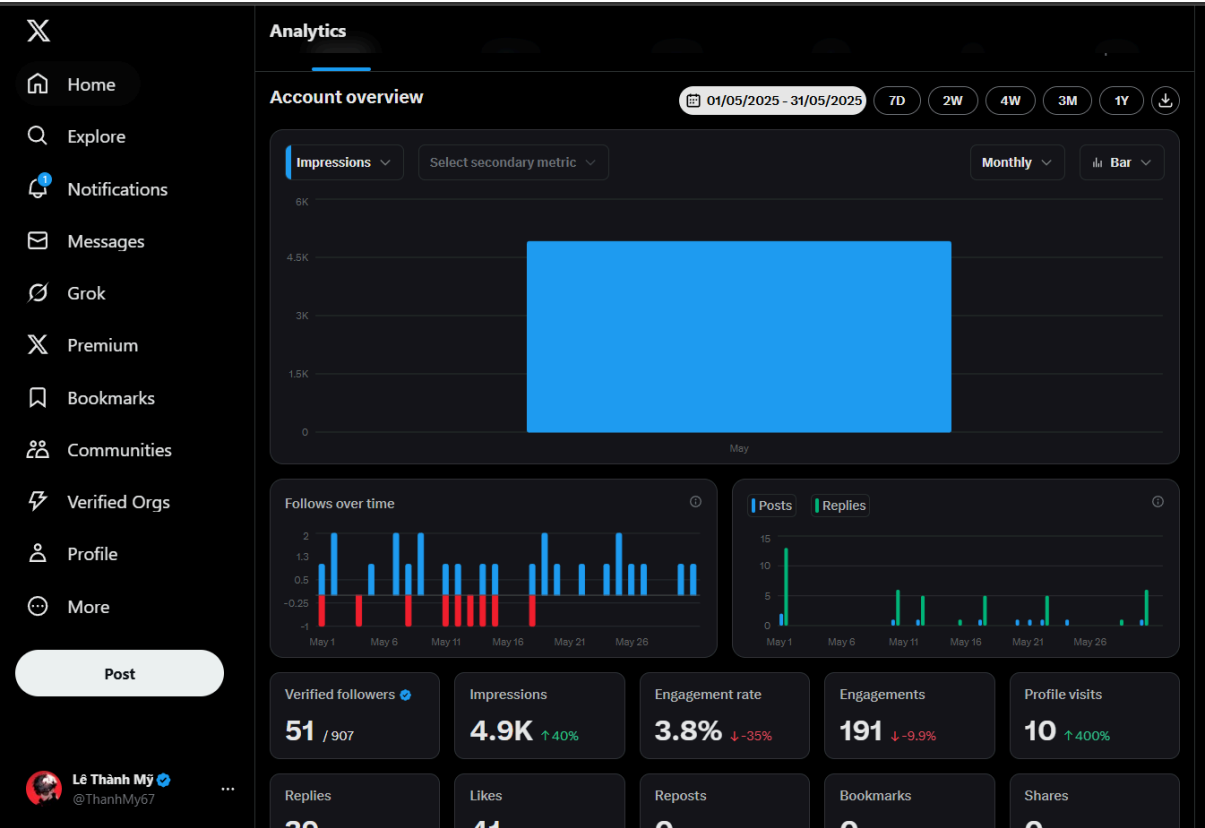 Analytics
Home
Explore
1
Notifications
Messages
Grok
Premium
Bookmarks
Communities
Verified Orgs
Profile
More
Post
Lê Thành Mỹ
@ThanhMy67
Account overview
01/05/2025 - 31/05/2025 7D 2W 4W 3M 1Y
Impressions Select secondary metric Monthly Bar
6K
4.5K
3K
1.5K
0
May
Follows over time
2
1.3
0.5
-0.25
-1
May 1 May 6 May 11 May 16 May 21 May 26
Posts Replies
15
10
5
0
May 1 May 6 May 11 May 16 May 21 May 26
Verified followers
51 / 907
Impressions
4.9K ↑40%
Engagement rate
3.8% ↓-35%
Engagements
191 ↓-9.9%
Profile visits
10 ↑400%
Replies
Likes
Reposts
Bookmarks
Shares